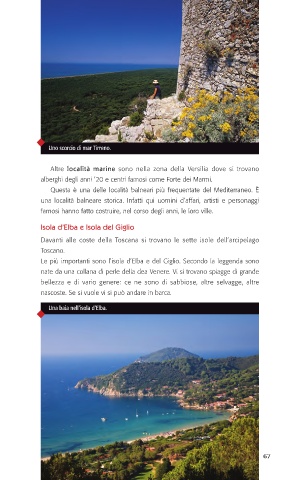 Uno scorcio di mar Tirreno.
Altre località marine sono nella zona della Versilia dove si trovano
alberghi degli anni '20 e centri famosi come Forte dei Marmi.
Questa è una delle località balneari più frequentate del Mediterraneo. È
una località balneare storica. Infatti qui uomini d'affari, artisti e personaggi
famosi hanno fatto costruire, nel corso degli anni, le loro ville.
Isola d'Elba e Isola del Giglio
Davanti alle coste della Toscana si trovano le sette isole dell'arcipelago
Toscano.
Le più importanti sono l'isola d'Elba e del Giglio. Secondo la leggenda sono
nate da una collana di perle della dea Venere. Vi si trovano spiagge di grande
bellezza e di vario genere: ce ne sono di sabbiose, altre selvagge, altre
nascoste. Se si vuole vi si può andare in barca.
Una baia nell'isola d'Elba.
67